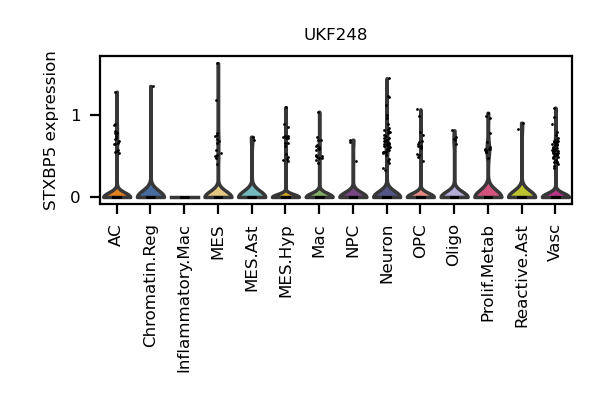 UKF248
STXBP5 expression
1
0
AC
Chromatin.Reg
Inflammatory.Mac
MES
MES.Ast
MES.Hyp
Mac
NPC
Neuron
OPC
Oligo
Prolif.Metab
Reactive.Ast
Vasc